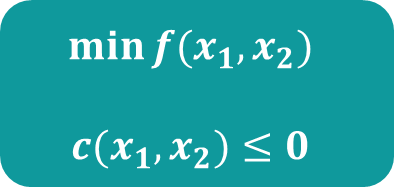 min f(x₁, x₂)
c(x₁, x₂) ≤ 0